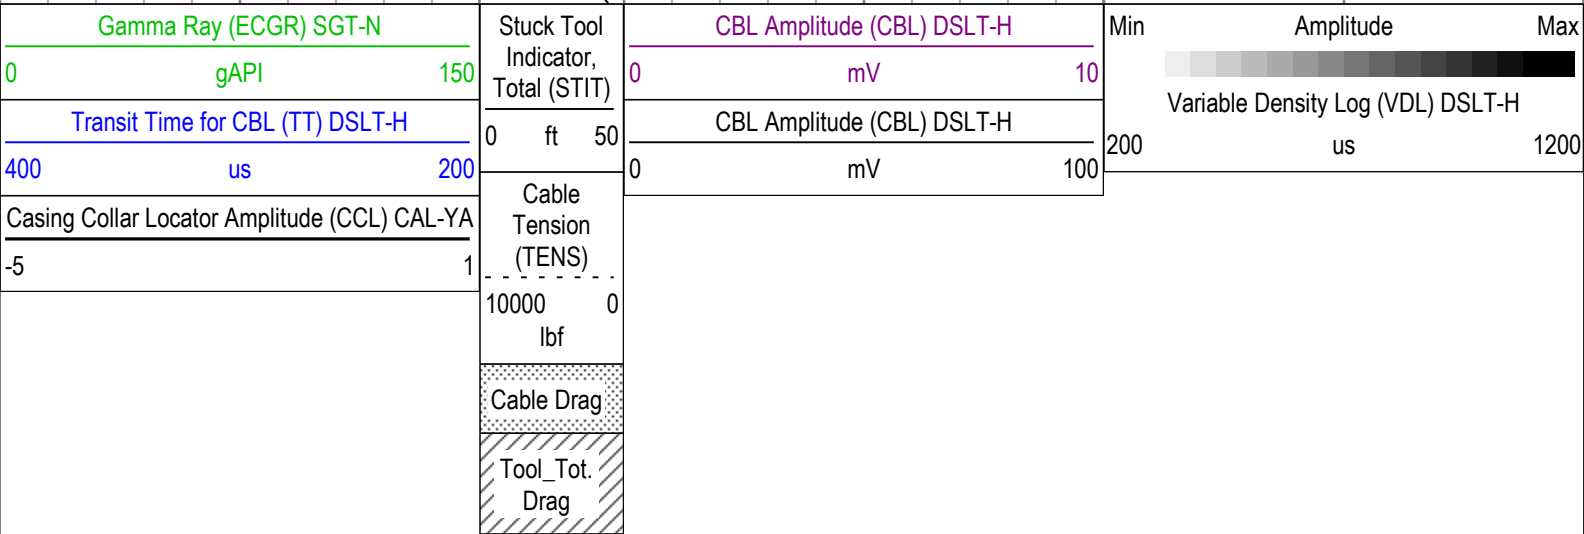 Gamma Ray (ECGR) SGT-N
0 gAPI 150
Transit Time for CBL (TT) DSLT-H
400 us 200
Casing Collar Locator Amplitude (CCL) CAL-YA
-5 1
Stuck Tool
Indicator,
Total (STIT)
0 ft 50
Cable
Tension
(TENS)
10000 0
lbf
Cable Drag
Tool_Tot.
Drag
CBL Amplitude (CBL) DSLT-H
0 mV 10
CBL Amplitude (CBL) DSLT-H
0 mV 100
Min Amplitude Max
Variable Density Log (VDL) DSLT-H
200 us 1200